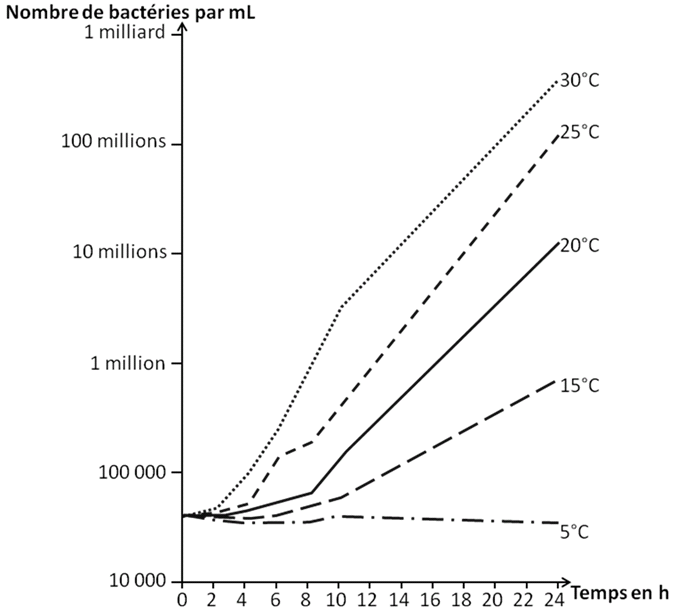 Nombre de bactéries par mL
1 milliard
30°C
25°C
100 millions
20°C
10 millions
1 million
15°C
100 000
5°C
10 000
0 2 4 6 8 10 12 14 16 18 20 22 24 Temps en h